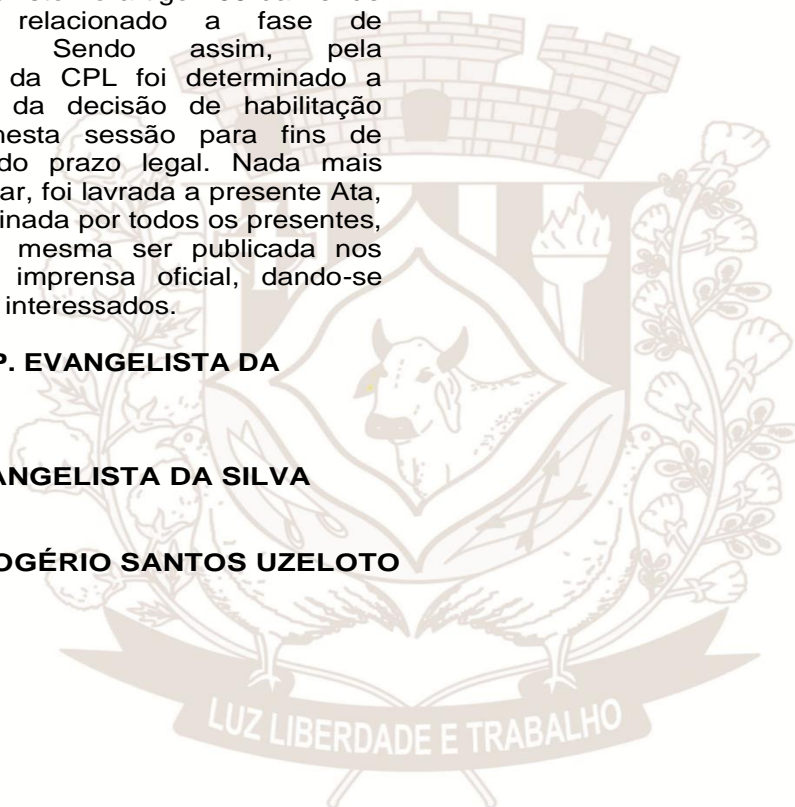 relacionado a fase de
Sendo assim, pela
da CPL foi determinado a
da decisão de habilitação
nesta sessão para fins de
do prazo legal. Nada mais
ar, foi lavrada a presente Ata,
inada por todos os presentes,
mesma ser publicada nos
imprensa oficial, dando-se
interessados.
P. EVANGELISTA DA
ANGELISTA DA SILVA
OGÉRIO SANTOS UZELOTO
LUZ LIBERDADE E TRABALHO